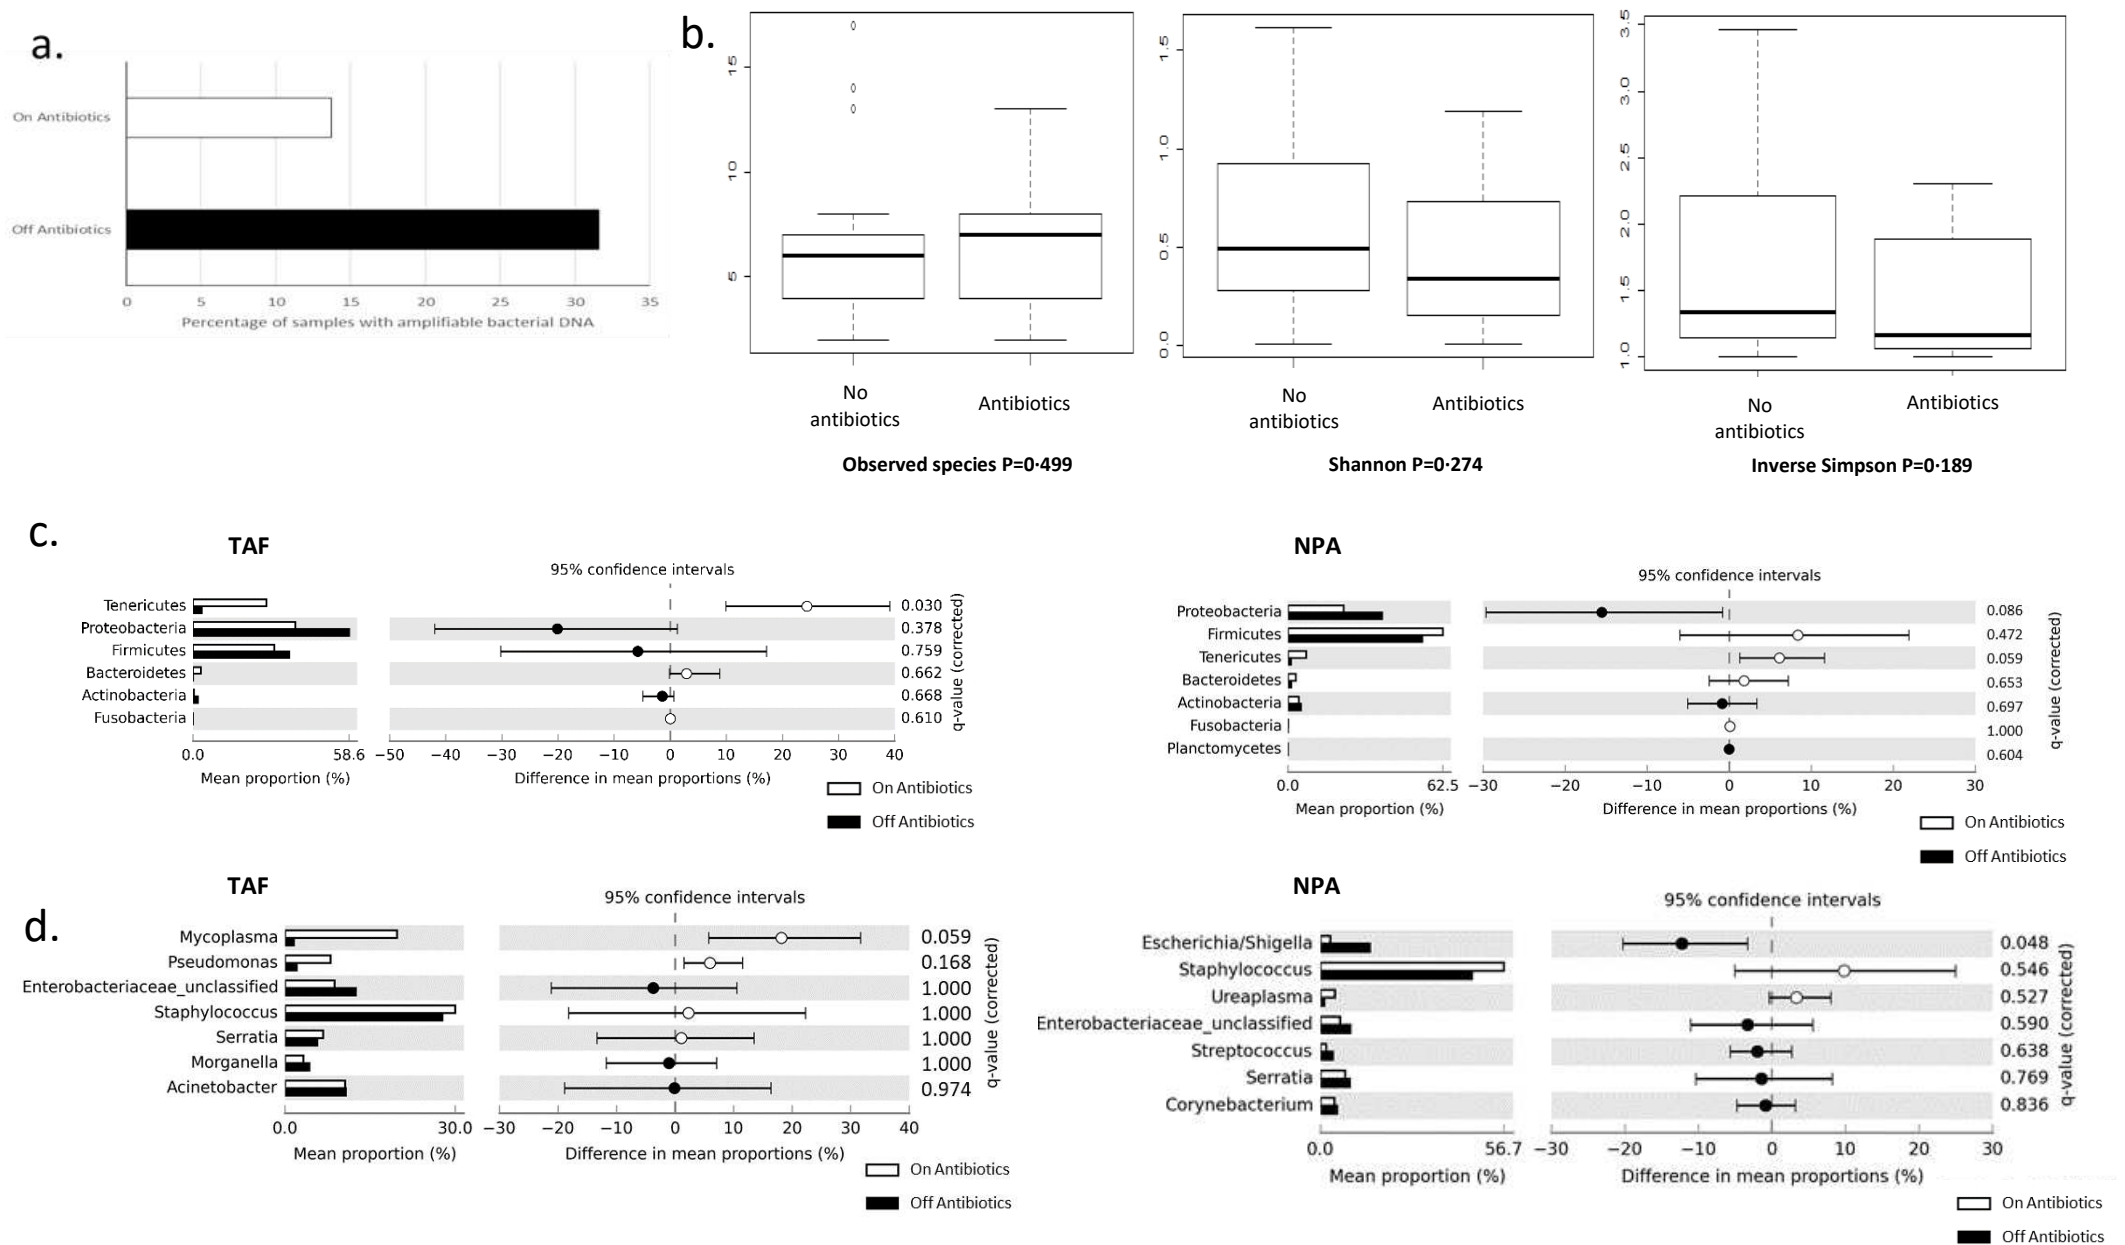 a.
On Antibiotics
Off Antibiotics
0 5 10 15 20 25 30 35
Percentage of samples with amplifiable bacterial DNA
b.
5 10 15
No
antibiotics
Antibiotics
Observed species P=0·499
0.0 0.5 1.0 1.5
No
antibiotics
Antibiotics
Shannon P=0·274
1.0 1.5 2.0 2.5 3.0 3.5
No
antibiotics
Antibiotics
Inverse Simpson P=0·189
c.
TAF
95% confidence intervals
Tenericutes 0.030
Proteobacteria 0.378
Firmicutes 0.759
Bacteroidetes 0.662
Actinobacteria 0.668
Fusobacteria 0.610
q-value (corrected)
0.0 58.6 −50 −40 −30 −20 −10 0 10 20 30 40
Mean proportion (%) Difference in mean proportions (%)
On Antibiotics
Off Antibiotics
NPA
95% confidence intervals
Proteobacteria 0.086
Firmicutes 0.472
Tenericutes 0.059
Bacteroidetes 0.653
Actinobacteria 0.697
Fusobacteria 1.000
Planctomycetes 0.604
q-value (corrected)
0.0 62.5 −30 −20 −10 0 10 20 30
Mean proportion (%) Difference in mean proportions (%)
On Antibiotics
Off Antibiotics
d.
TAF
95% confidence intervals
Mycoplasma 0.059
Pseudomonas 0.168
Enterobacteriaceae_unclassified 1.000
Staphylococcus 1.000
Serratia 1.000
Morganella 1.000
Acinetobacter 0.974
q-value (corrected)
0.0 30.0 −30 −20 −10 0 10 20 30 40
Mean proportion (%) Difference in mean proportions (%)
On Antibiotics
Off Antibiotics
NPA
95% confidence intervals
Escherichia/Shigella 0.048
Staphylococcus 0.546
Ureaplasma 0.527
Enterobacteriaceae_unclassified 0.590
Streptococcus 0.638
Serratia 0.769
Corynebacterium 0.836
q-value (corrected)
0.0 56.7 −30 −20 −10 0 10 20 30
Mean proportion (%) Difference in mean proportions (%)
On Antibiotics
Off Antibiotics